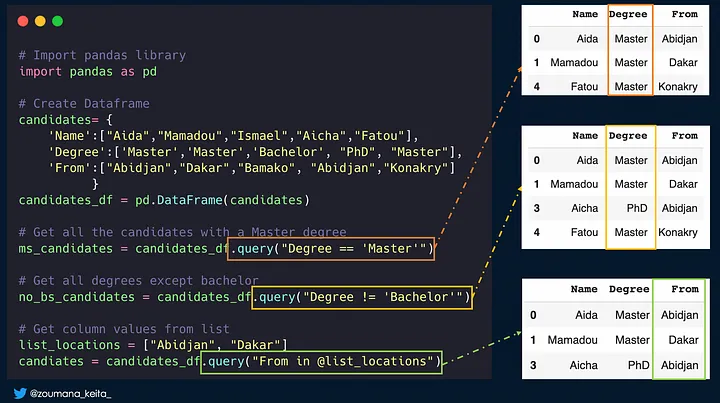 # Import pandas library
import pandas as pd
# Create Dataframe
candidates= {
'Name':["Aida","Mamadou","Ismael","Aicha","Fatou"],
'Degree':['Master','Master','Bachelor', "PhD", "Master"],
'From':["Abidjan","Dakar","Bamako", "Abidjan","Konakry"]
}
candidates_df = pd.DataFrame(candidates)
# Get all the candidates with a Master degree
ms_candidates = candidates_df.query("Degree == 'Master'")
# Get all degrees except bachelor
no_bs_candidates = candidates_df.query("Degree != 'Bachelor'")
# Get column values from list
list_locations = ["Abidjan", "Dakar"]
candiates = candidates_df.query("From in @list_locations")
Name Degree From
0 Aida Master Abidjan
1 Mamadou Master Dakar
4 Fatou Master Konakry
Name Degree From
0 Aida Master Abidjan
1 Mamadou Master Dakar
3 Aicha PhD Abidjan
4 Fatou Master Konakry
Name Degree From
0 Aida Master Abidjan
1 Mamadou Master Dakar
3 Aicha PhD Abidjan
@zoumana_keita_